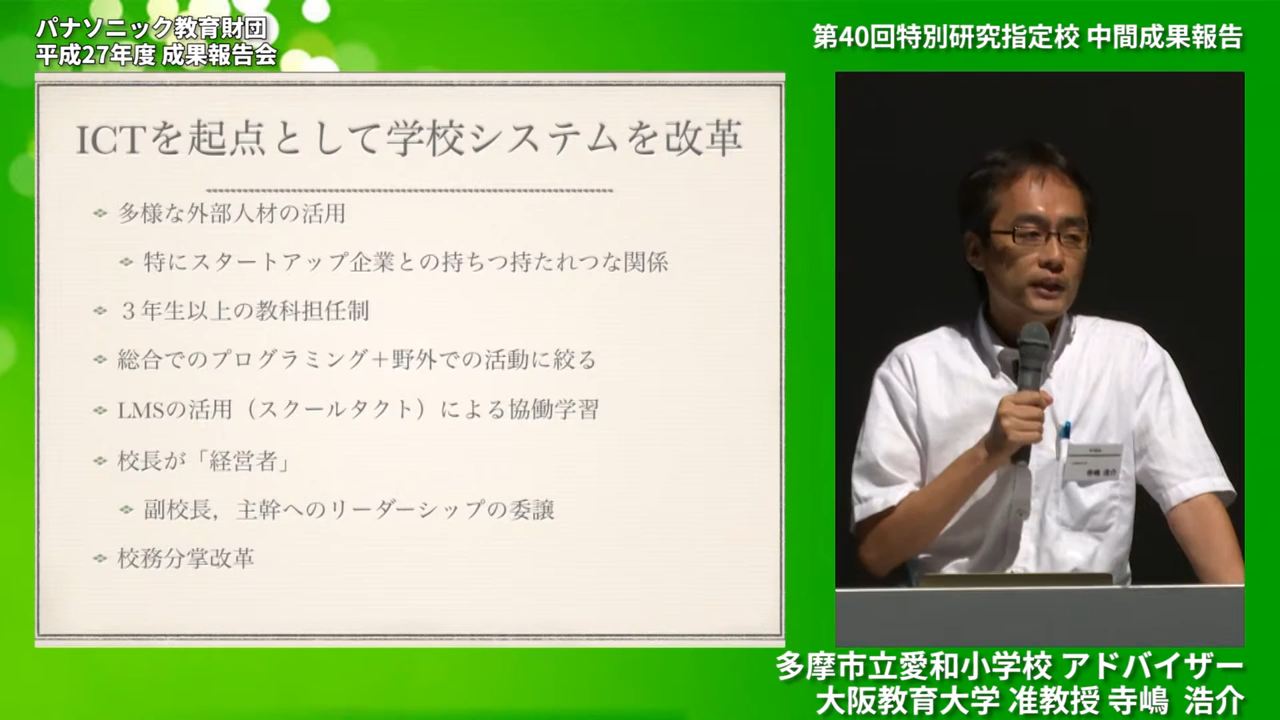 パナソニック教育財団
平成27年度 成果報告会
第40回特別研究指定校 中間成果報告
ICTを起点として学校システムを改革
多様な外部人材の活用
特にスタートアップ企業との持ちつ持たれつな関係
３年生以上の教科担任制
総合でのプログラミング＋野外での活動に絞る
LMSの活用（スクールタクト）による協働学習
校長が「経営者」
副校長，主幹へのリーダーシップの委譲
校務分掌改革
寺嶋 浩介
多摩市立愛和小学校 アドバイザー
大阪教育大学 准教授 寺嶋 浩介